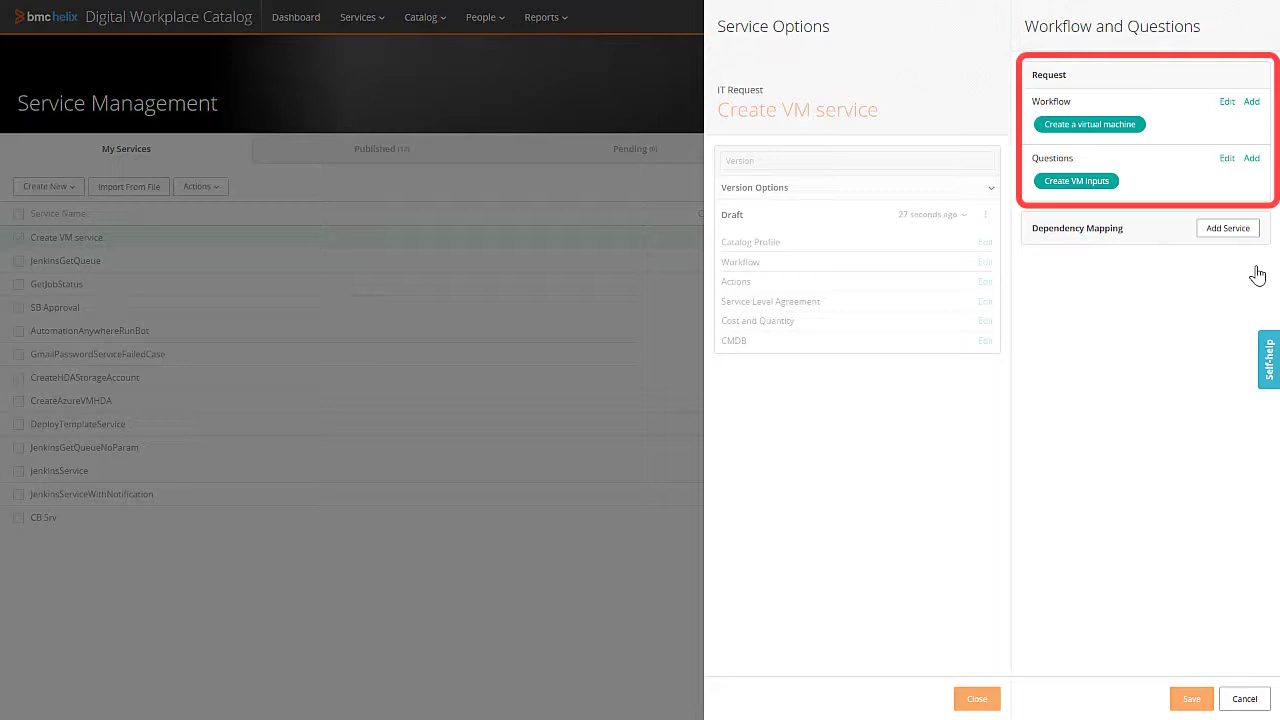 bmchelix Digital Workplace Catalog Dashboard Services Catalog People Reports
Service Management
My Services Published (12) Pending (6)
Create New Import From File Actions
Service Name
Create VM service
JenkinsGetQueue
GetJobStatus
SB Approval
AutomationAnywhereRunBot
GmailPasswordServiceFailedCase
CreateHDAStorageAccount
CreateAzureVMHDA
DeployTemplateService
JenkinsGetQueueNoParam
JenkinsService
JenkinsServiceWithNotification
CB Srv
Service Options
IT Request
Create VM service
Version
Version Options
Draft 27 seconds ago
Catalog Profile Edit
Workflow Edit
Actions Edit
Service Level Agreement Edit
Cost and Quantity Edit
CMDB Edit
Close
Workflow and Questions
Request
Workflow Edit Add
Create a virtual machine
Questions Edit Add
Create VM inputs
Dependency Mapping Add Service
Self-help
Save Cancel